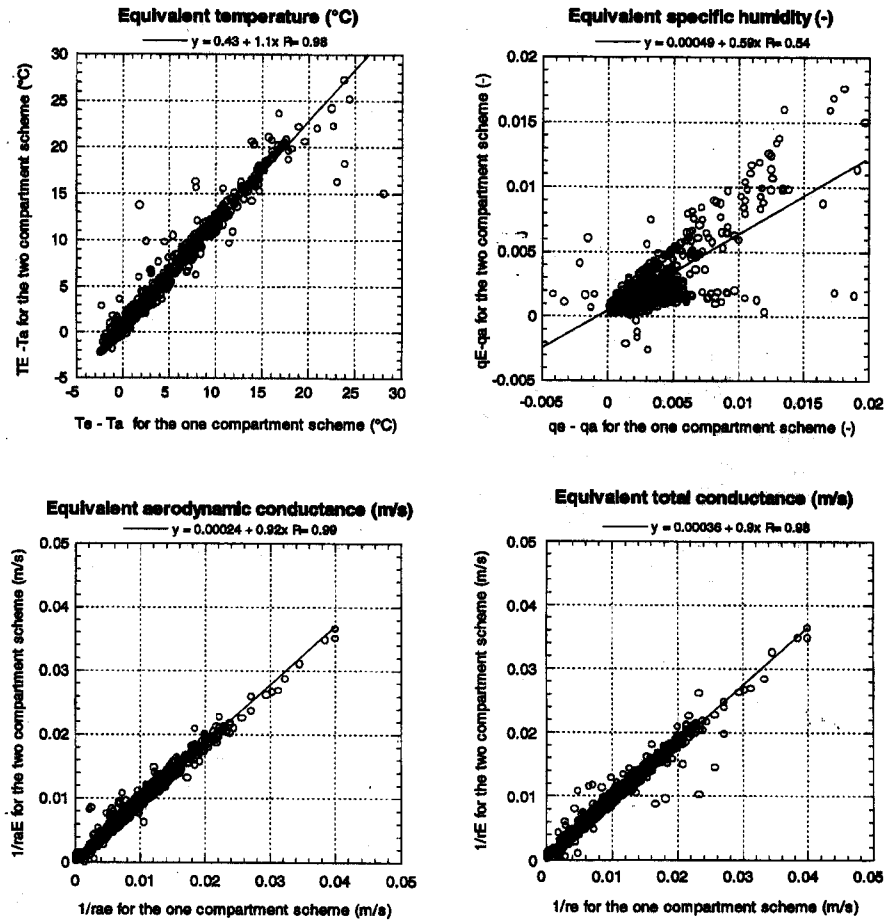 Equivalent temperature (°C)
y = 0.43 + 1.1x R= 0.98
30
25
20
15
10
5
0
-5
-5 0 5 10 15 20 25 30
TE -Ta for the two compartment scheme (°C)
Te - Ta for the one compartment scheme (°C)
Equivalent specific humidity (-)
y = 0.00049 + 0.59x R= 0.54
0.02
0.015
0.01
0.005
0
-0.005
-0.005 0 0.005 0.01 0.015 0.02
qE-qa for the two compartment scheme (-)
qe - qa for the one compartment scheme (-)
Equivalent aerodynamic conductance (m/s)
y = 0.00024 + 0.92x R= 0.99
0.05
0.04
0.03
0.02
0.01
0
0 0.01 0.02 0.03 0.04 0.05
1/raE for the two compartment scheme (m/s)
1/rae for the one compartment scheme (m/s)
Equivalent total conductance (m/s)
y = 0.00036 + 0.9x R= 0.98
0.05
0.04
0.03
0.02
0.01
0
0 0.01 0.02 0.03 0.04 0.05
1/rE for the two compartment scheme (m/s)
1/re for the one compartment scheme (m/s)